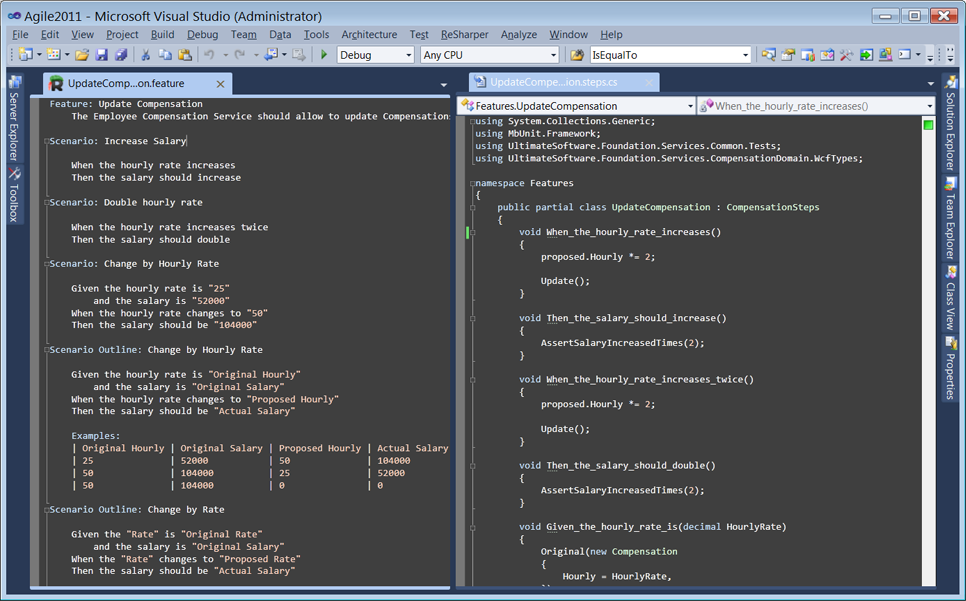 Agile2011 - Microsoft Visual Studio (Administrator)
File Edit View Project Build Debug Team Data Tools Architecture Test ReSharper Analyze Window Help
Debug Any CPU IsEqualTo
Server Explorer
Toolbox
UpdateComp...on.feature
Feature: Update Compensation
The Employee Compensation Service should allow to update Compensations
Scenario: Increase Salary
When the hourly rate increases
Then the salary should increase
Scenario: Double hourly rate
When the hourly rate increases twice
Then the salary should double
Scenario: Change by Hourly Rate
Given the hourly rate is "25"
and the salary is "52000"
When the hourly rate changes to "50"
Then the salary should be "104000"
Scenario Outline: Change by Hourly Rate
Given the hourly rate is "Original Hourly"
and the salary is "Original Salary"
When the hourly rate changes to "Proposed Hourly"
Then the salary should be "Actual Salary"
Examples:
| Original Hourly | Original Salary | Proposed Hourly | Actual Salary
| 25 | 52000 | 50 | 104000
| 50 | 104000 | 25 | 52000
| 50 | 104000 | 0 | 0
Scenario Outline: Change by Rate
Given the "Rate" is "Original Rate"
and the salary is "Original Salary"
When the "Rate" changes to "Proposed Rate"
Then the salary should be "Actual Salary"
UpdateCompe...ion.steps.cs
Features.UpdateCompensation When_the_hourly_rate_increases()
using System.Collections.Generic;
using MbUnit.Framework;
using UltimateSoftware.Foundation.Services.Common.Tests;
using UltimateSoftware.Foundation.Services.CompensationDomain.WcfTypes;
namespace Features
{
public partial class UpdateCompensation : CompensationSteps
{
void When_the_hourly_rate_increases()
{
proposed.Hourly *= 2;
Update();
}
void Then_the_salary_should_increase()
{
AssertSalaryIncreasedTimes(2);
}
void When_the_hourly_rate_increases_twice()
{
proposed.Hourly *= 2;
Update();
}
void Then_the_salary_should_double()
{
AssertSalaryIncreasedTimes(2);
}
void Given_the_hourly_rate_is(decimal HourlyRate)
{
Original(new Compensation
{
Hourly = HourlyRate,
Solution Explorer
Team Explorer
Class View
Properties